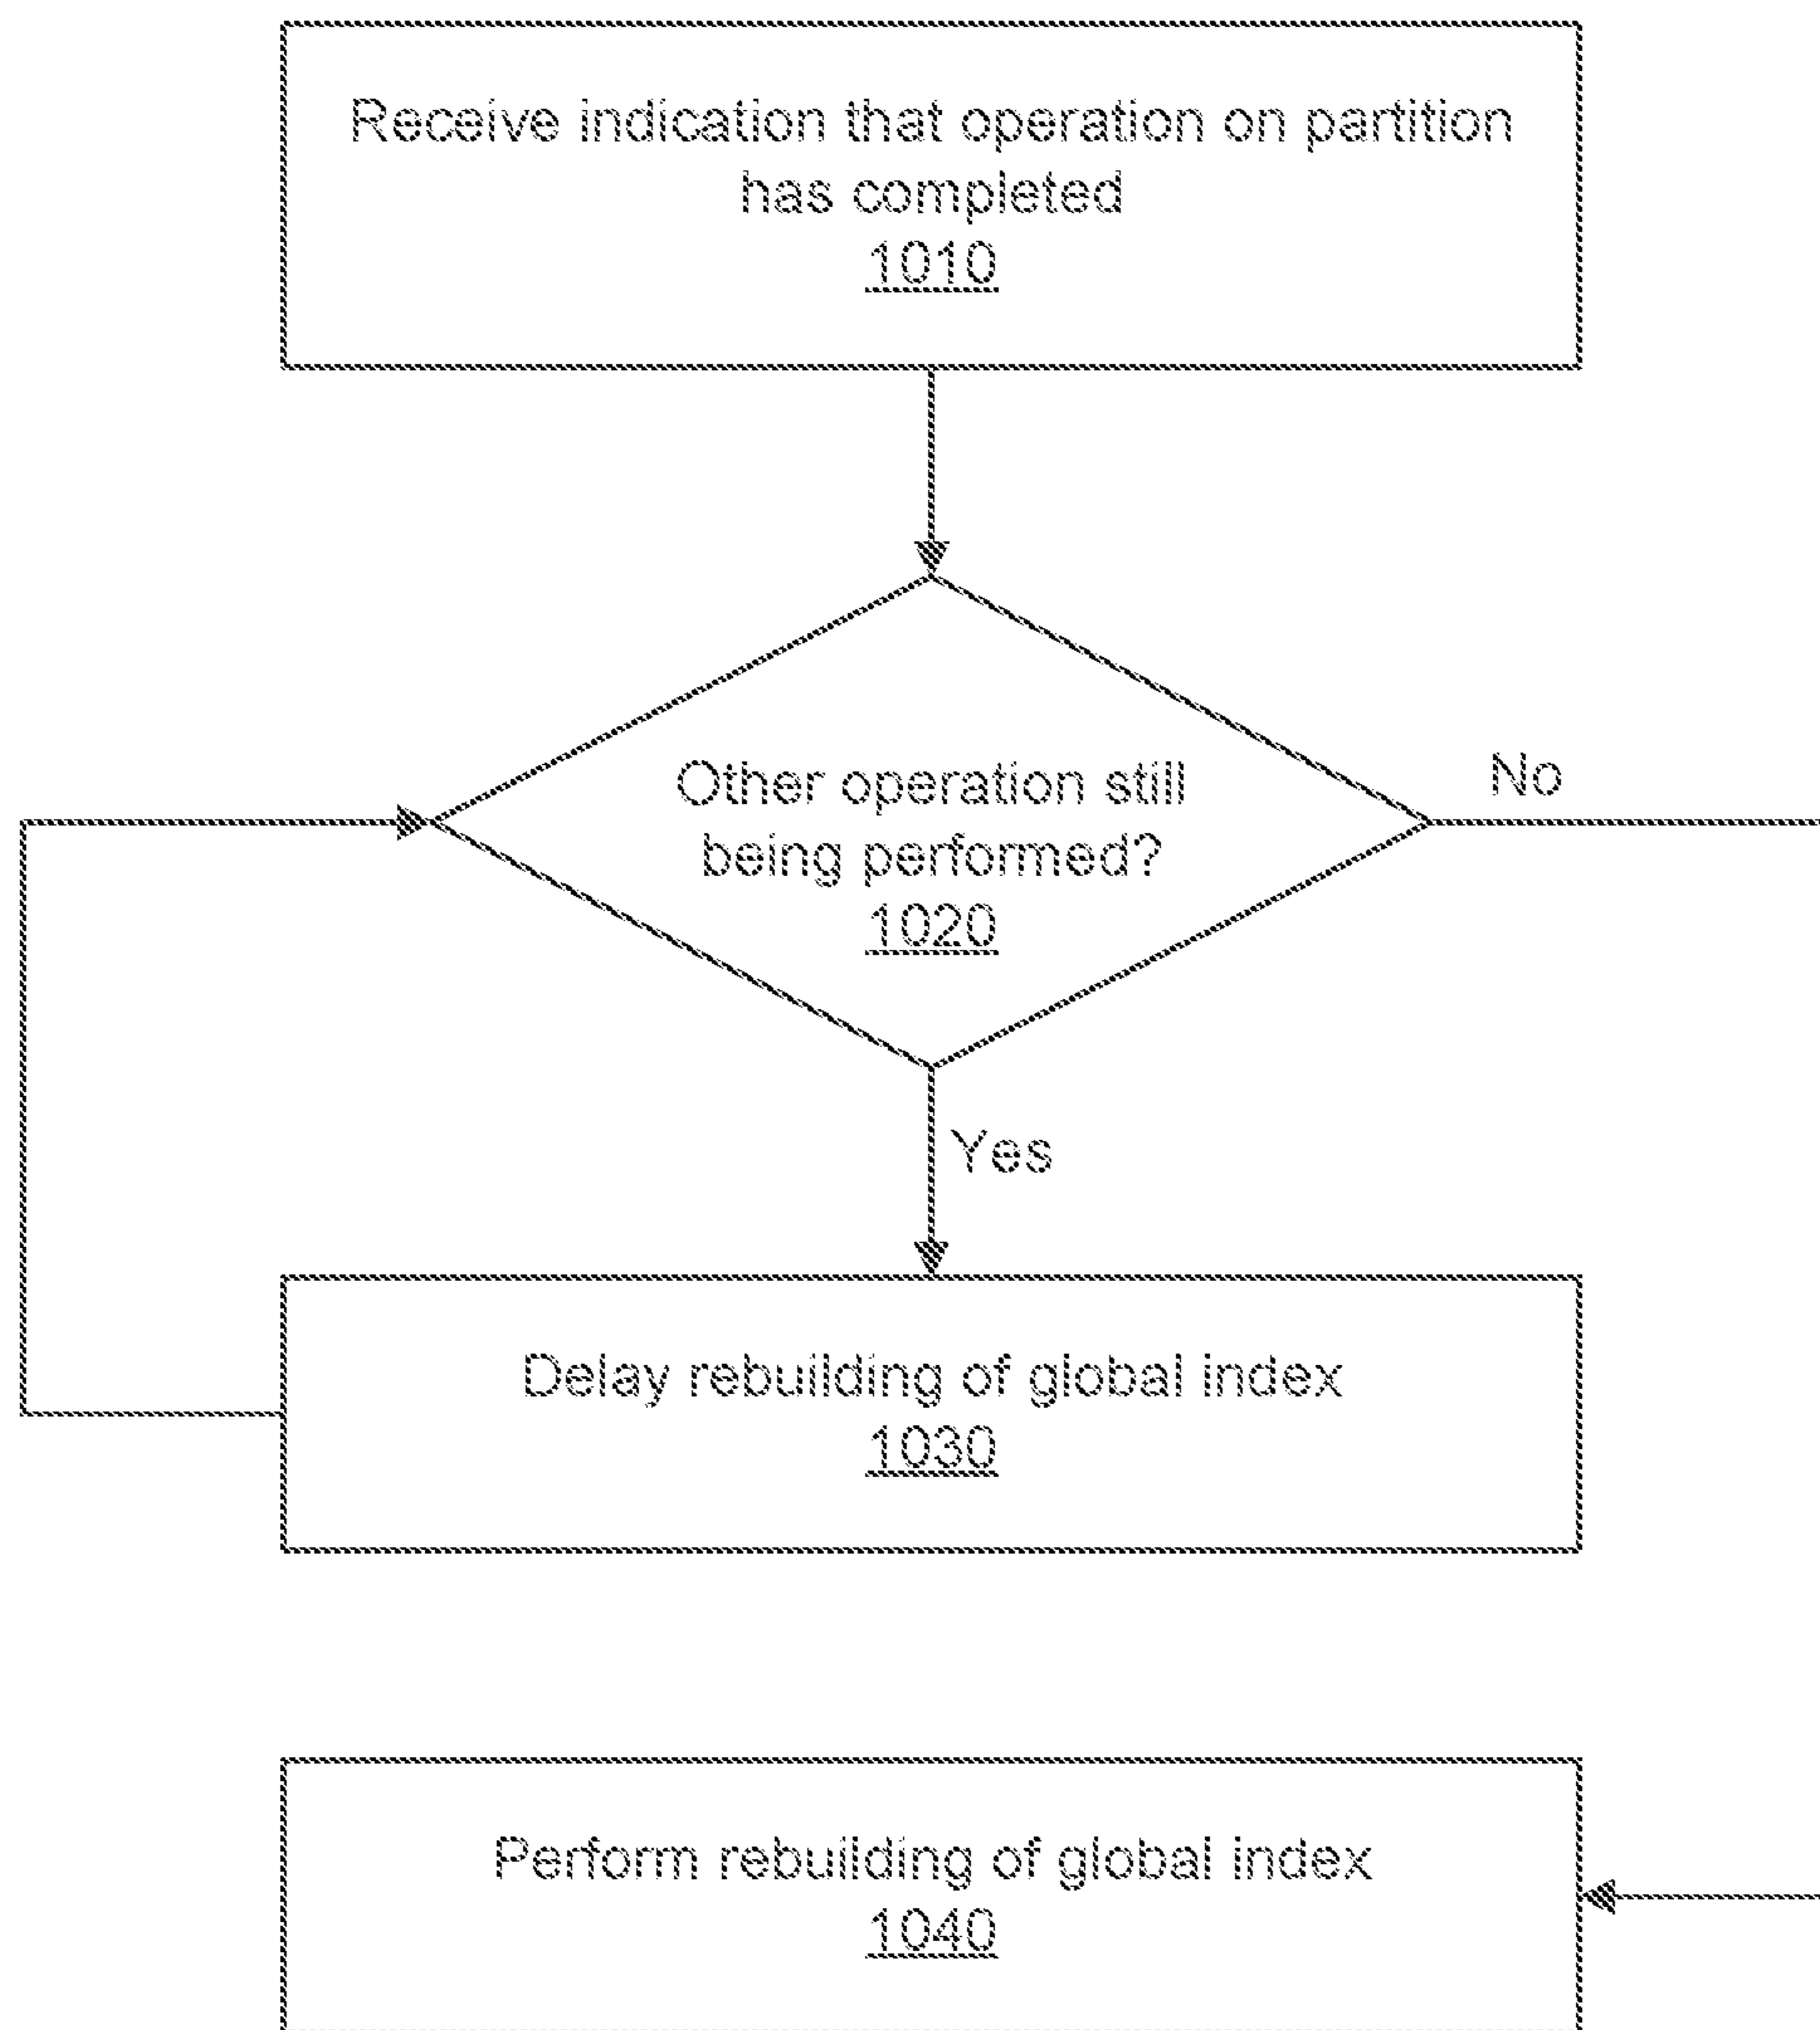 Receive indication that operation on partition
has completed
1010
Other operation still
being performed?
1020
No
Yes
Delay rebuilding of global index
1030
Perform rebuilding of global index
1040